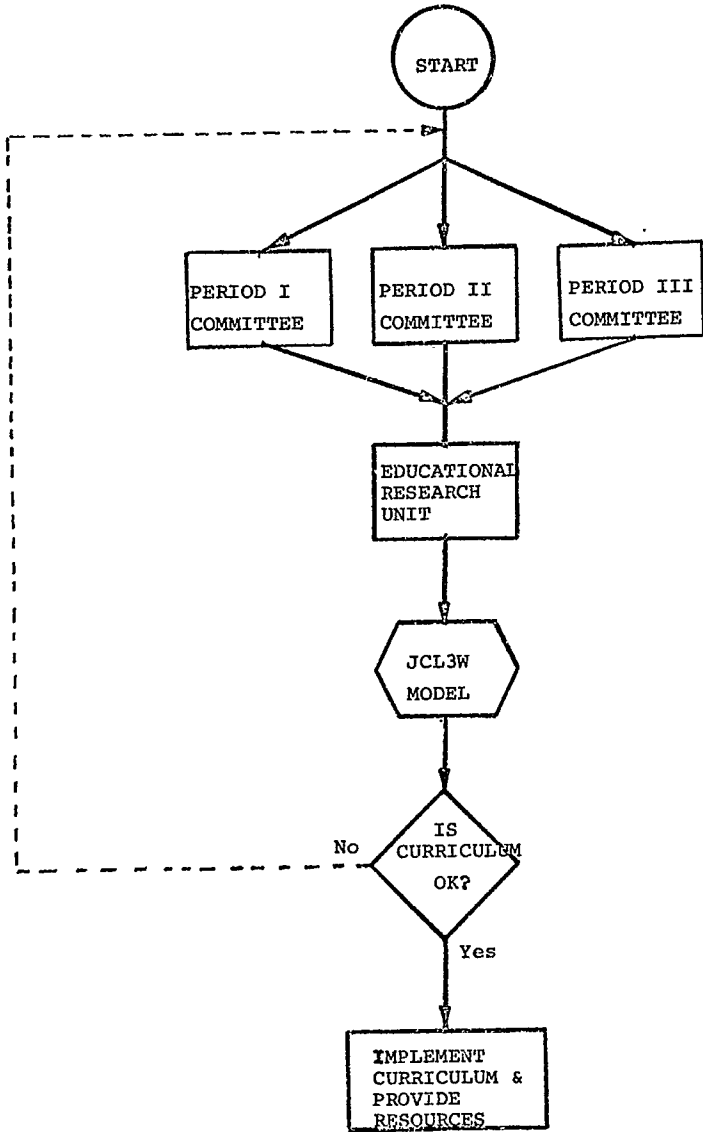 START
PERIOD I
COMMITTEE
PERIOD II
COMMITTEE
PERIOD III
COMMITTEE
EDUCATIONAL
RESEARCH
UNIT
JCL3W
MODEL
IS
CURRICULUM
OK?
No
Yes
IMPLEMENT
CURRICULUM &
PROVIDE
RESOURCES